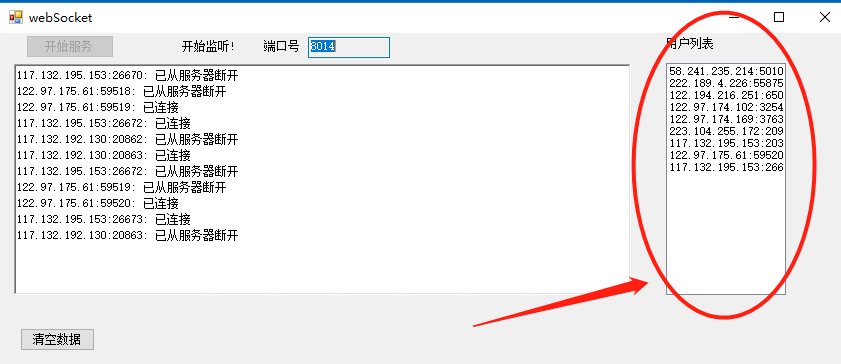 webSocket
开始服务 开始监听! 端口号 8014
用户列表
117.132.195.153:26670: 已从服务器断开
122.97.175.61:59518: 已从服务器断开
122.97.175.61:59519: 已连接
117.132.195.153:26672: 已连接
117.132.192.130:20862: 已从服务器断开
117.132.192.130:20863: 已连接
117.132.195.153:26672: 已从服务器断开
122.97.175.61:59519: 已从服务器断开
122.97.175.61:59520: 已连接
117.132.195.153:26673: 已连接
117.132.192.130:20863: 已从服务器断开
58.241.235.214:5010
222.189.4.226:55875
122.194.216.251:650
122.97.174.102:3254
122.97.174.169:3763
223.104.255.172:209
117.132.195.153:203
122.97.175.61:59520
117.132.195.153:266
清空数据